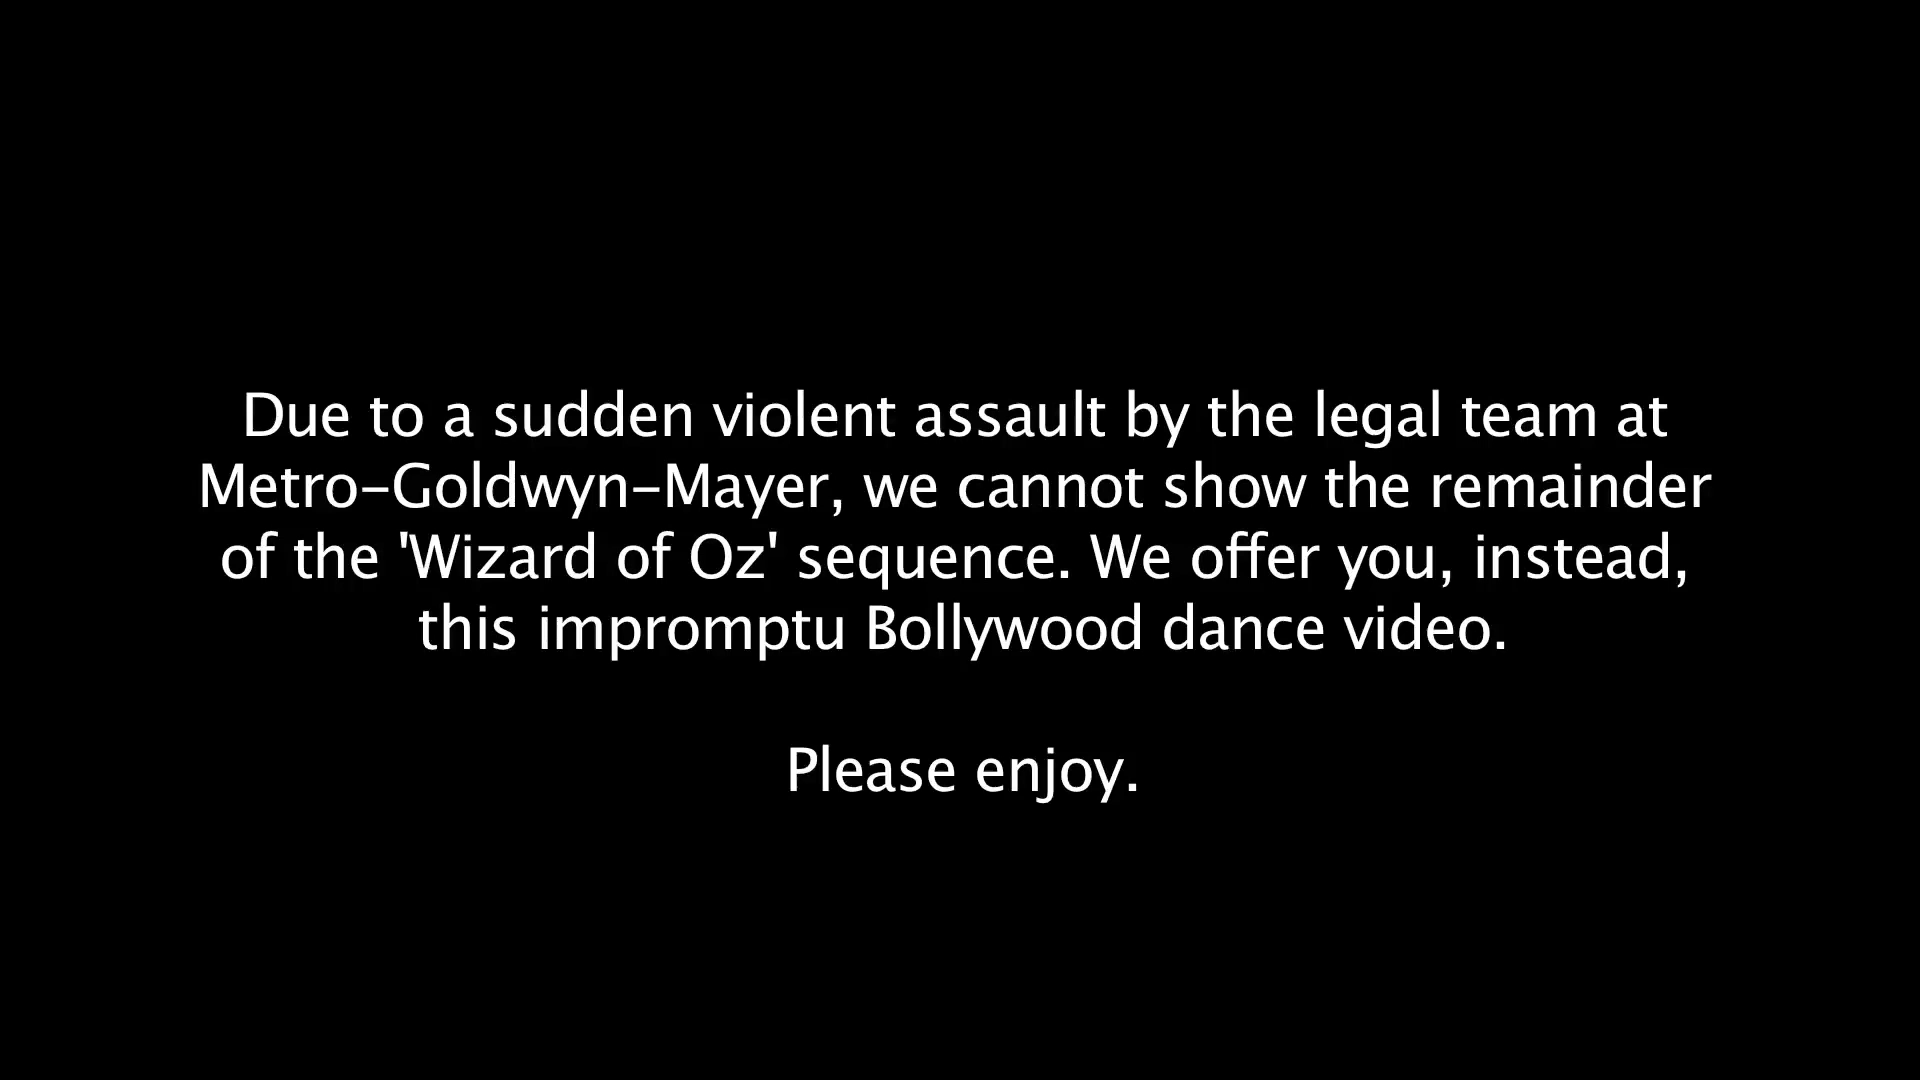 Due to a sudden violent assault by the legal team at
Metro-Goldwyn-Mayer, we cannot show the remainder
of the 'Wizard of Oz' sequence. We offer you, instead,
this impromptu Bollywood dance video.
Please enjoy.